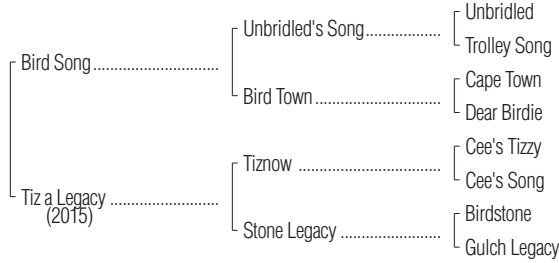 Unbridled
Unbridled's Song....................
Trolley Song
Bird Song..................................
Cape Town
Bird Town..................................
Dear Birdie
Cee's Tizzy
Tiznow ......................................
Cee's Song
Tiz a Legacy .............................
(2015)
Birdstone
Stone Legacy ...........................
Gulch Legacy